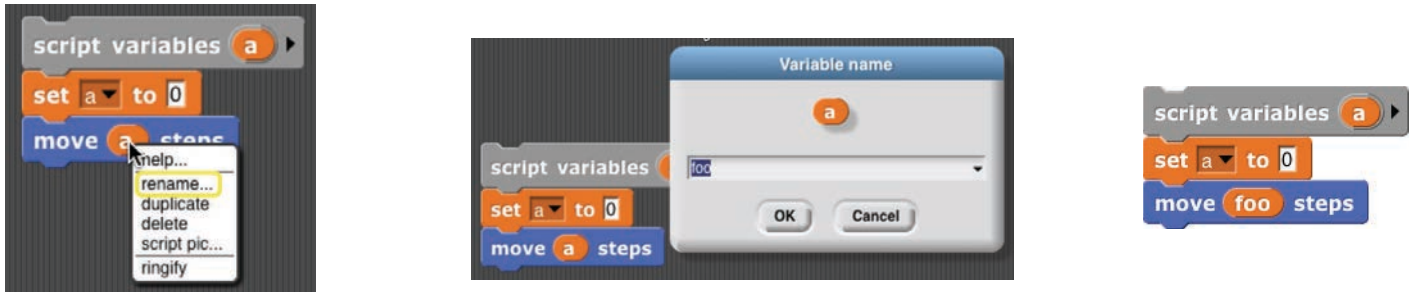 script variables a
set a to 0
move a steps
help...
rename...
duplicate
delete
script pic...
ringify
Variable name
a
foo
OK Cancel
script variables
set a to 0
move a steps
script variables a
set a to 0
move foo steps